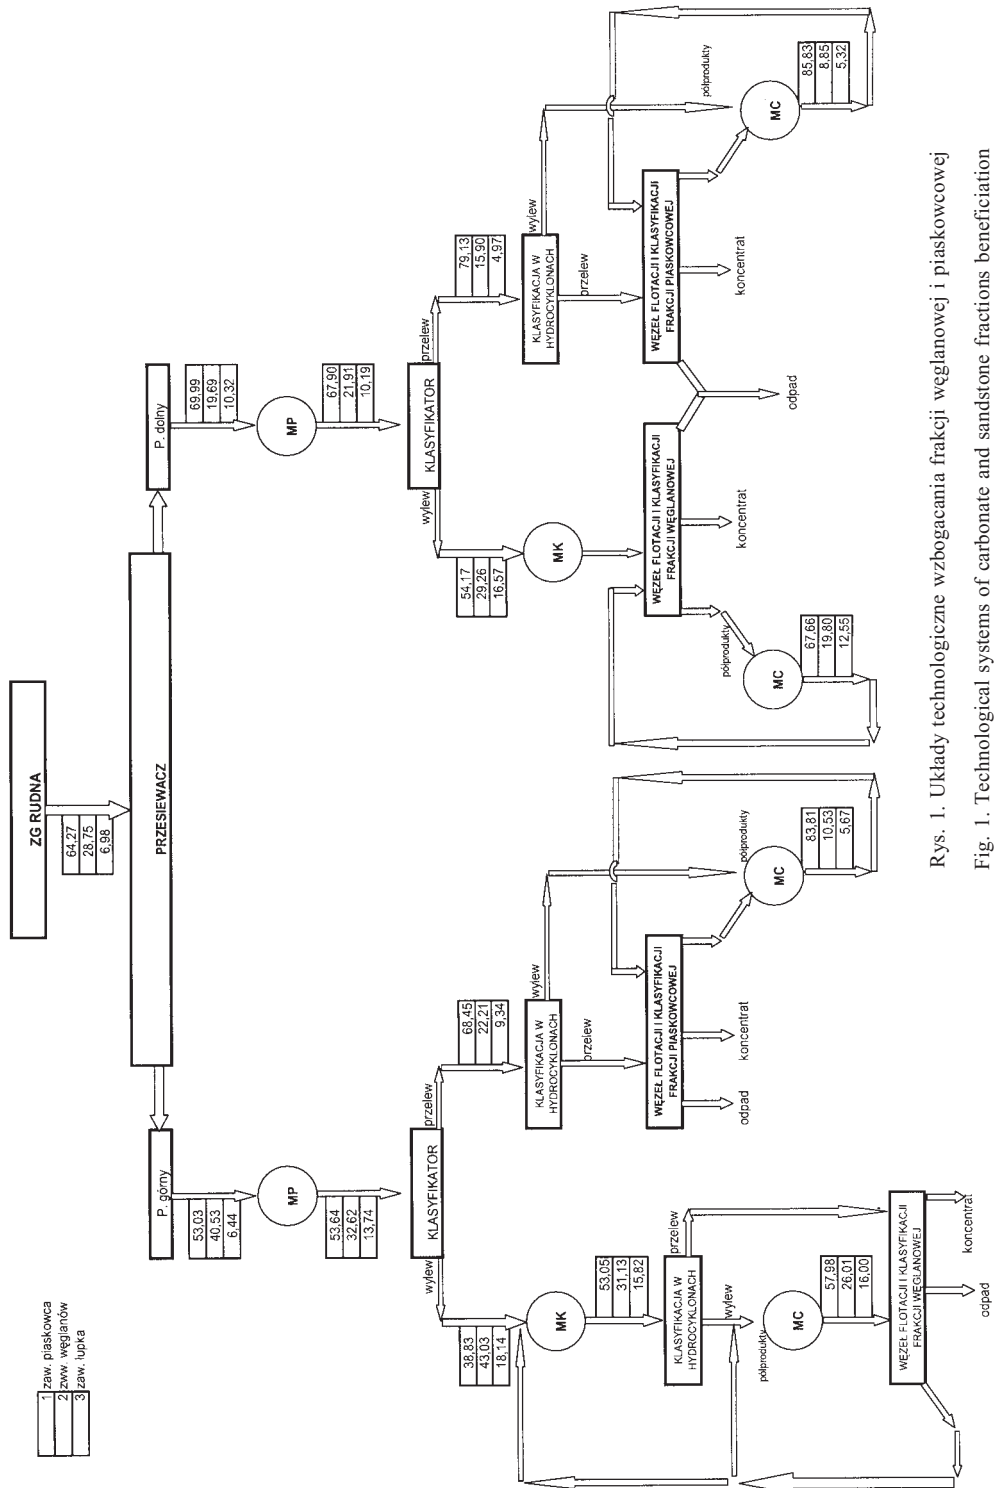 1 zaw. piaskowca
2 zww. węglanów
3 zaw. łupka
ZG RUDNA
64,27
28,75
6,98
PRZESIEWACZ
P. górny
53,03
40,53
6,44
MP
53,64
32,62
13,74
KLASYFIKATOR
wylew
przelew
38,83
43,03
18,14
MK
53,05
31,13
15,82
KLASYFIKACJA W
HYDROCYKLONACH
przelew
wylew
półprodukty
MC
57,98
26,01
16,00
WĘZEŁ FLOTACJI I KLASYFIKACJI
FRAKCJI WĘGLANOWEJ
odpad
koncentrat
68,45
22,21
9,34
KLASYFIKACJA W
HYDROCYKLONACH
wylew
przelew
WĘZEŁ FLOTACJI I KLASYFIKACJI
FRAKCJI PIASKOWCOWEJ
odpad
koncentrat
półprodukty
MC
83,81
10,53
5,67
P. dolny
69,99
19,69
10,32
MP
67,90
21,91
10,19
KLASYFIKATOR
wylew
przelew
54,17
29,26
16,57
MK
WĘZEŁ FLOTACJI I KLASYFIKACJI
FRAKCJI WĘGLANOWEJ
koncentrat
półprodukty
MC
67,66
19,80
12,55
odpad
79,13
15,90
4,97
KLASYFIKACJA W
HYDROCYKLONACH
wylew
przelew
WĘZEŁ FLOTACJI I KLASYFIKACJI
FRAKCJI PIASKOWCOWEJ
koncentrat
półprodukty
MC
85,83
8,85
5,32
Rys. 1. Układy technologiczne wzbogacania frakcji węglanowej i piaskowcowej
Fig. 1. Technological systems of carbonate and sandstone fractions beneficiation